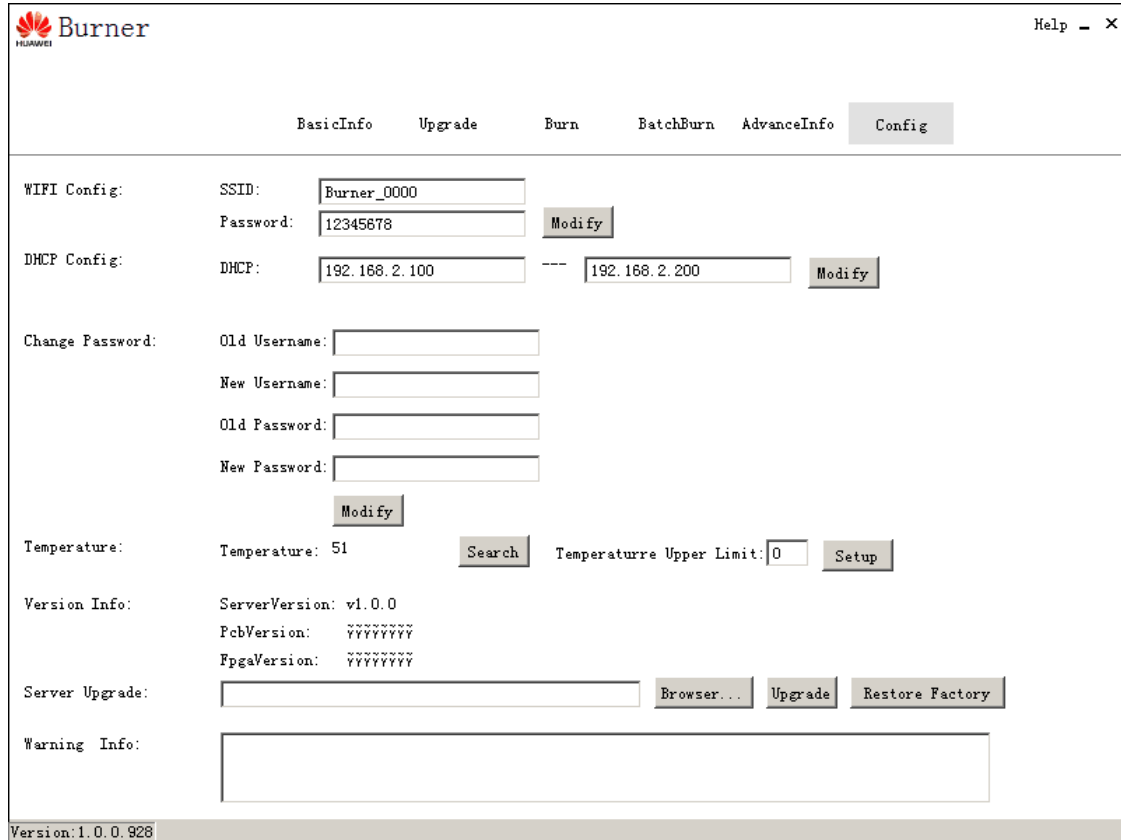 HUAWEI Burner Help
BasicInfo Upgrade Burn BatchBurn AdvanceInfo Config
WIFI Config: SSID: Burner_0000
Password: 12345678 Modify
DHCP Config: DHCP: 192.168.2.100 --- 192.168.2.200 Modify
Change Password: Old Username:
New Username:
Old Password:
New Password:
Modify
Temperature: Temperature: 51 Search Temperaturre Upper Limit: 0 Setup
Version Info: ServerVersion: v1.0.0
PcbVersion: ỹỹỹỹỹỹỹỹ
FpgaVersion: ỹỹỹỹỹỹỹỹ
Server Upgrade: Browser... Upgrade Restore Factory
Warning Info:
Version:1.0.0.928